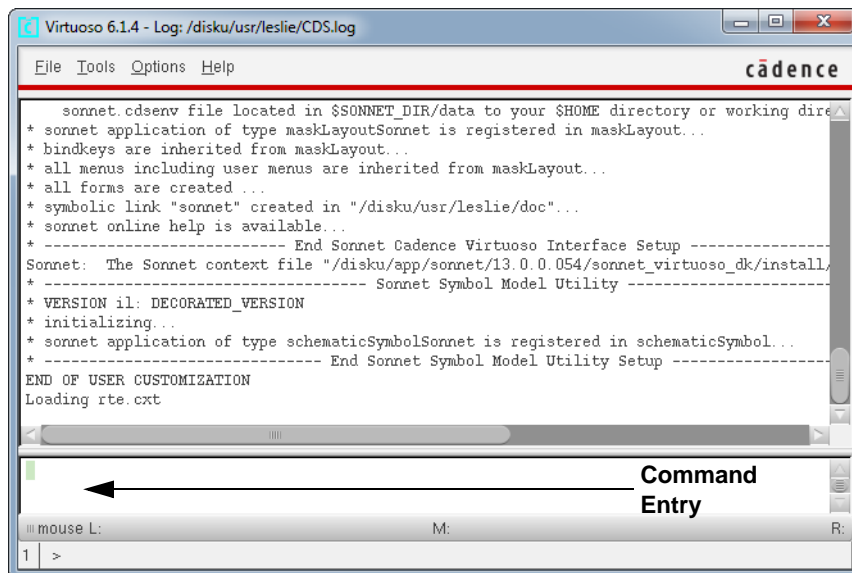 Virtuoso 6.1.4 - Log: /disku/usr/leslie/CDS.log
File Tools Options Help
cādence
sonnet.cdsenv file located in $SONNET_DIR/data to your $HOME directory or working dire
* sonnet application of type maskLayoutSonnet is registered in maskLayout...
* bindkeys are inherited from maskLayout...
* all menus including user menus are inherited from maskLayout...
* all forms are created ...
* symbolic link "sonnet" created in "/disku/usr/leslie/doc"...
* sonnet online help is available...
* -------------------------- End Sonnet Cadence Virtuoso Interface Setup ---------------
Sonnet: The Sonnet context file "/disku/app/sonnet/13.0.0.054/sonnet_virtuoso_dk/install/
* ----------------------------------- Sonnet Symbol Model Utility ----------------------
* VERSION il: DECORATED_VERSION
* initializing...
* sonnet application of type schematicSymbolSonnet is registered in schematicSymbol...
* ------------------------------ End Sonnet Symbol Model Utility Setup -----------------
END OF USER CUSTOMIZATION
Loading rte.cxt
Command
Entry
mouse L: M: R:
1 >